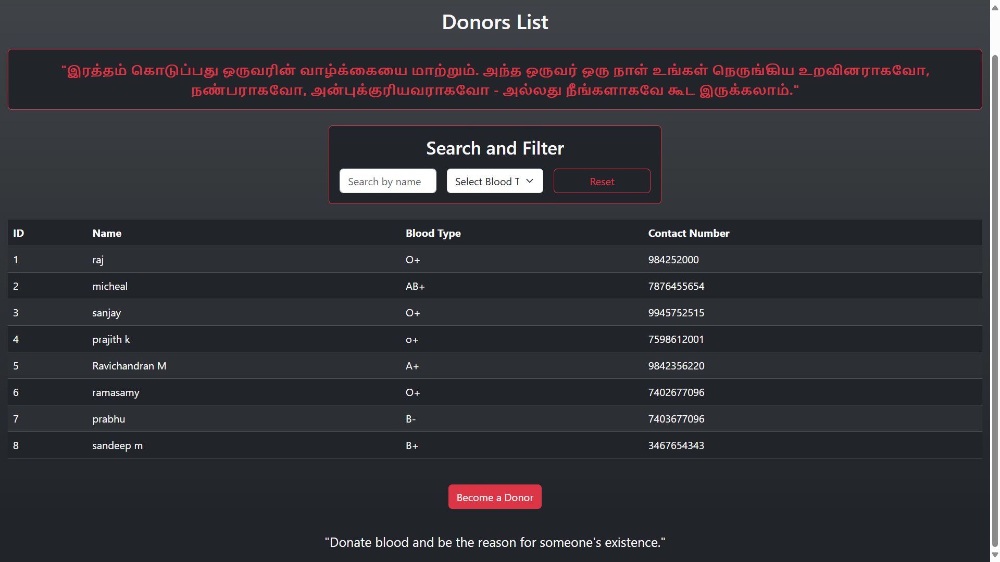 Donors List
"இரத்தம் கொடுப்பது ஒருவரின் வாழ்க்கையை மாற்றும். அந்த ஒருவர் ஒரு நாள் உங்கள் நெருங்கிய உறவினராகவோ,
நண்பராகவோ, அன்புக்குரியவராகவோ - அல்லது நீங்களாகவே கூட இருக்கலாம்."
Search and Filter
Search by name Select Blood T Reset
ID Name Blood Type Contact Number
1 raj O+ 984252000
2 micheal AB+ 7876455654
3 sanjay O+ 9945752515
4 prajith k o+ 7598612001
5 Ravichandran M A+ 9842356220
6 ramasamy O+ 7402677096
7 prabhu B- 7403677096
8 sandeep m B+ 3467654343
Become a Donor
"Donate blood and be the reason for someone's existence."